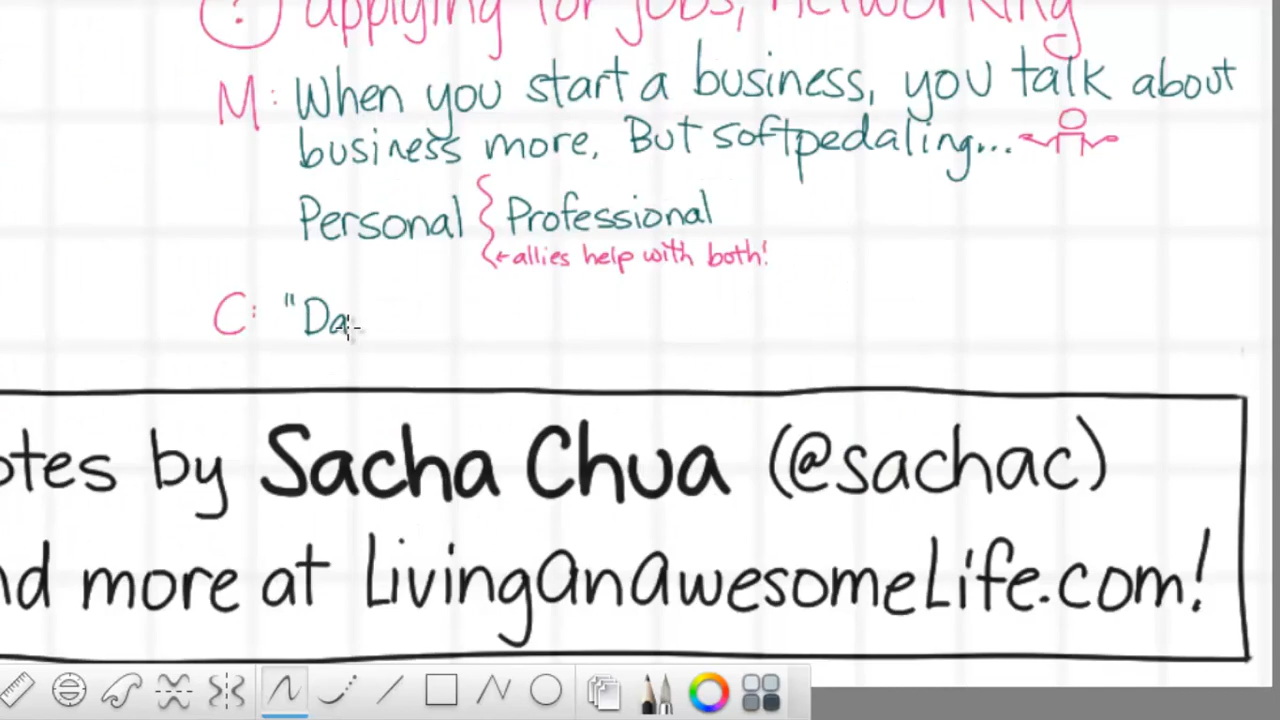 ? applying for jobs, networking
M: When you start a business, you talk about
business more. But softpedaling...
Personal { Professional
← allies help with both!
C: "Da
otes by Sacha Chua (@sachac)
nd more at LivingAnAwesomeLife.com!